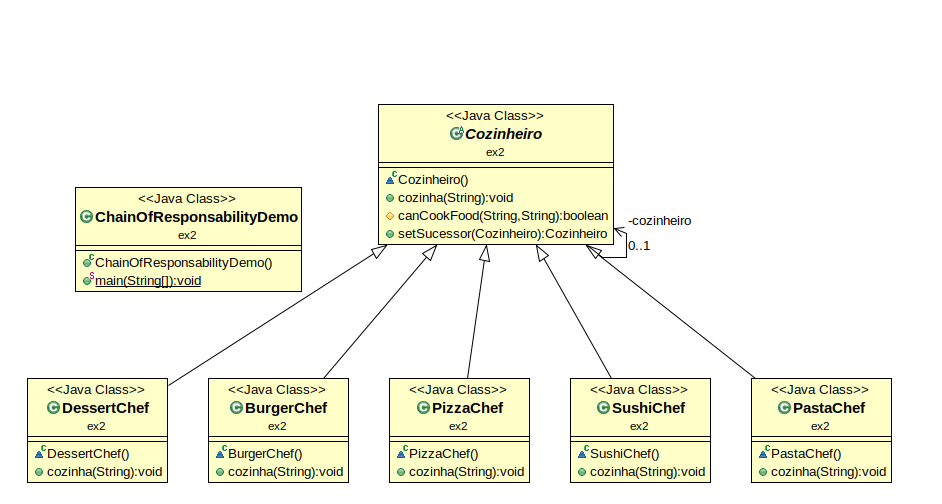 <<Java Class>>
Cozinheiro
ex2
Cozinheiro()
cozinha(String):void
canCookFood(String,String):boolean
setSucessor(Cozinheiro):Cozinheiro
-cozinheiro
0..1
<<Java Class>>
ChainOfResponsabilityDemo
ex2
ChainOfResponsabilityDemo()
main(String[]):void
<<Java Class>>
DessertChef
ex2
DessertChef()
cozinha(String):void
<<Java Class>>
BurgerChef
ex2
BurgerChef()
cozinha(String):void
<<Java Class>>
PizzaChef
ex2
PizzaChef()
cozinha(String):void
<<Java Class>>
SushiChef
ex2
SushiChef()
cozinha(String):void
<<Java Class>>
PastaChef
ex2
PastaChef()
cozinha(String):void